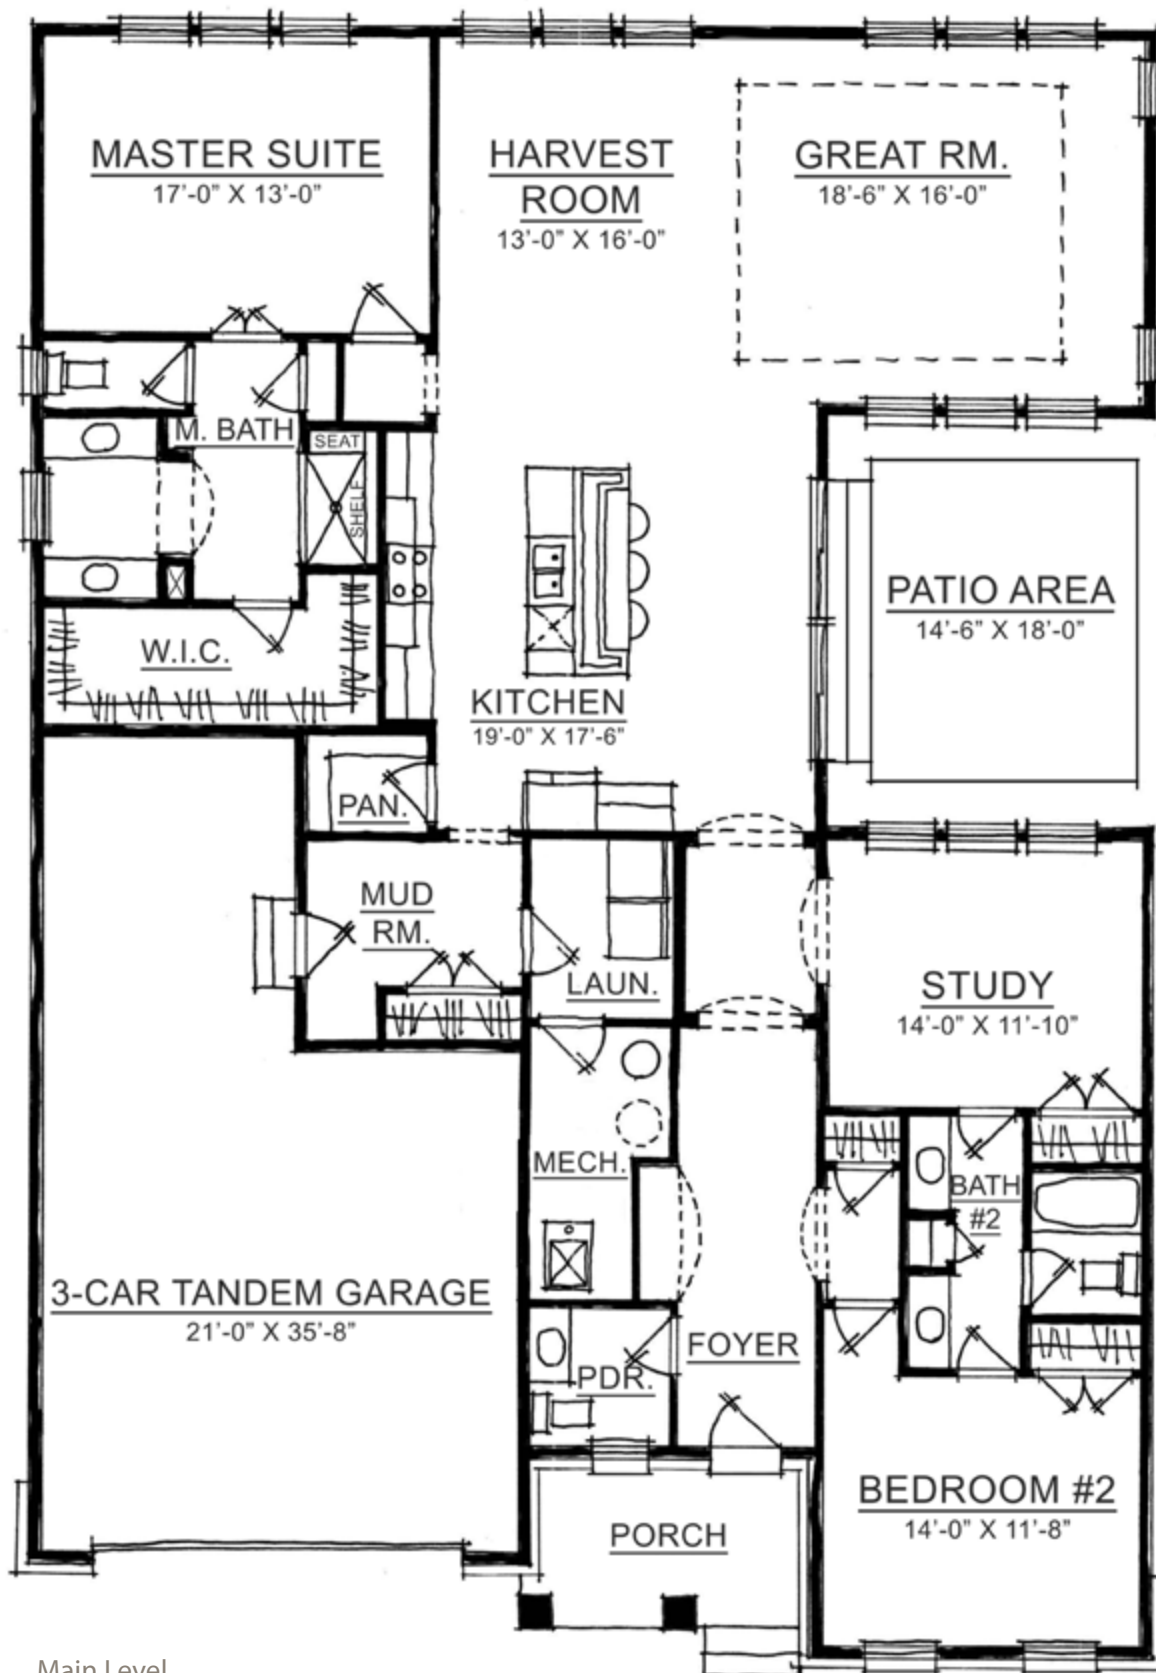 MASTER SUITE
17'-0" X 13'-0"
HARVEST
ROOM
13'-0" X 16'-0"
GREAT RM.
18'-6" X 16'-0"
M. BATH
SEAT
SHELF
W.I.C.
PATIO AREA
14'-6" X 18'-0"
KITCHEN
19'-0" X 17'-6"
PAN.
MUD
RM.
LAUN.
STUDY
14'-0" X 11'-10"
MECH.
BATH
#2
3-CAR TANDEM GARAGE
21'-0" X 35'-8"
FOYER
PDR.
BEDROOM #2
14'-0" X 11'-8"
PORCH
Main Level